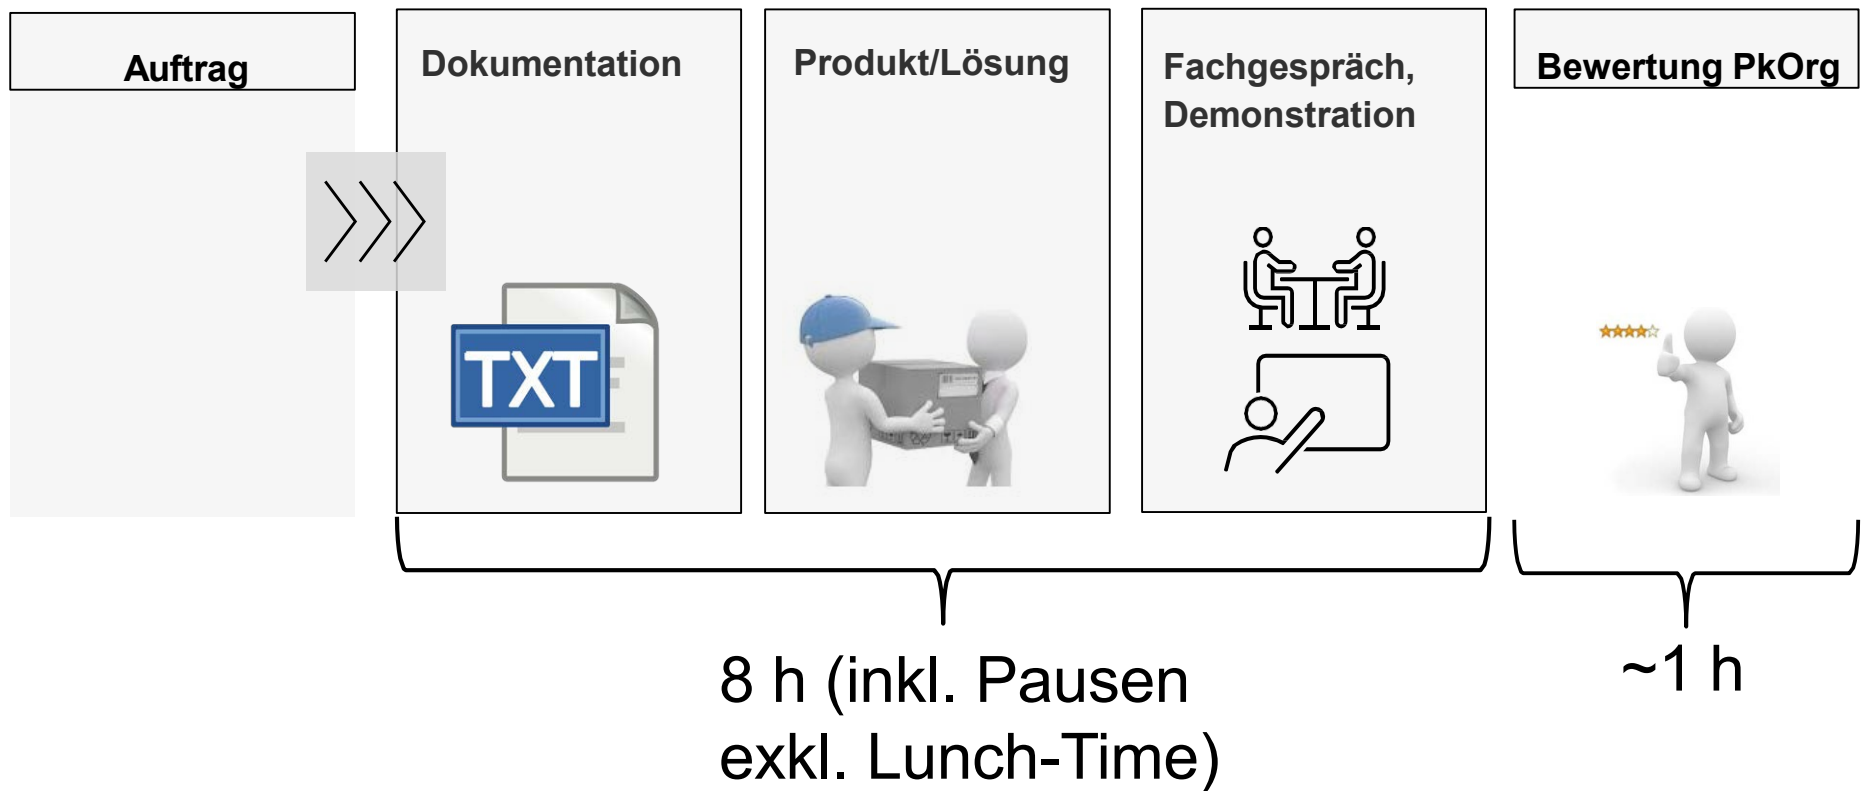 Auftrag
Dokumentation
TXT
Produkt/Lösung
Fachgespräch,
Demonstration
Bewertung PkOrg
8 h (inkl. Pausen
exkl. Lunch-Time)
~1 h